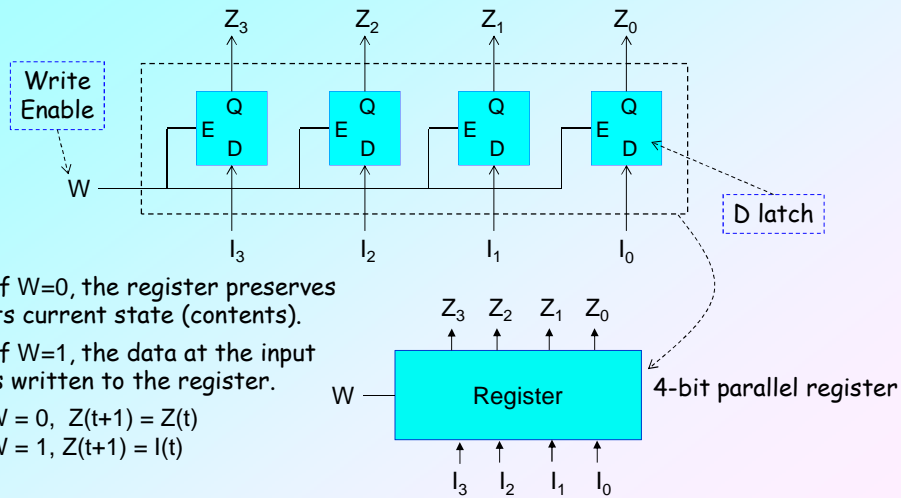 Z3 Z2 Z1 Z0
Write
Enable
Q Q Q Q
E E E E
D D D D
W
D latch
I3 I2 I1 I0
f W=0, the register preserves
ts current state (contents).
f W=1, the data at the input
s written to the register.
W = 0, Z(t+1) = Z(t)
W = 1, Z(t+1) = I(t)
Z3 Z2 Z1 Z0
W Register 4-bit parallel register
I3 I2 I1 I0